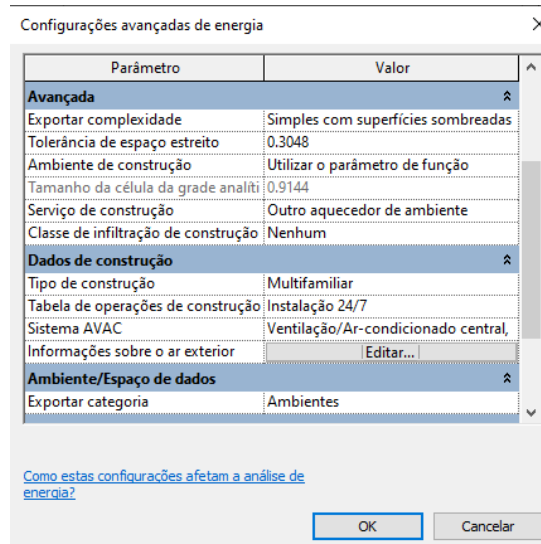 Configurações avançadas de energia
Parâmetro Valor
Avançada
Exportar complexidade Simples com superfícies sombreadas
Tolerância de espaço estreito 0.3048
Ambiente de construção Utilizar o parâmetro de função
Tamanho da célula da grade analíti 0.9144
Serviço de construção Outro aquecedor de ambiente
Classe de infiltração de construção Nenhum
Dados de construção
Tipo de construção Multifamiliar
Tabela de operações de construção Instalação 24/7
Sistema AVAC Ventilação/Ar-condicionado central,
Informações sobre o ar exterior Editar...
Ambiente/Espaço de dados
Exportar categoria Ambientes
Como estas configurações afetam a análise de
energia?
OK Cancelar